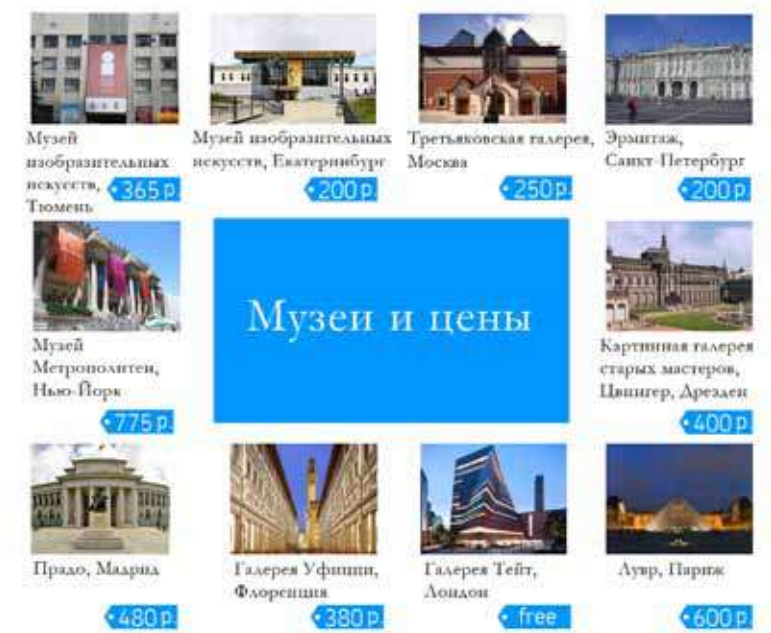 Музей
изобразительных
искусств,
Тюмень
365 р.
Музей изобразительных
искусств, Екатеринбург
200 р.
Третьяковская галерея,
Москва
250 р.
Эрмитаж,
Санкт-Петербург
200 р.
Музей
Метрополитен,
Нью-Йорк
775 р.
Музеи и цены
Картинная галерея
старых мастеров,
Цвингер, Дрезден
400 р.
Прадо, Мадрид
480 р.
Галерея Уфицци,
Флоренция
380 р.
Галерея Тейт,
Лондон
free
Лувр, Париж
600 р.